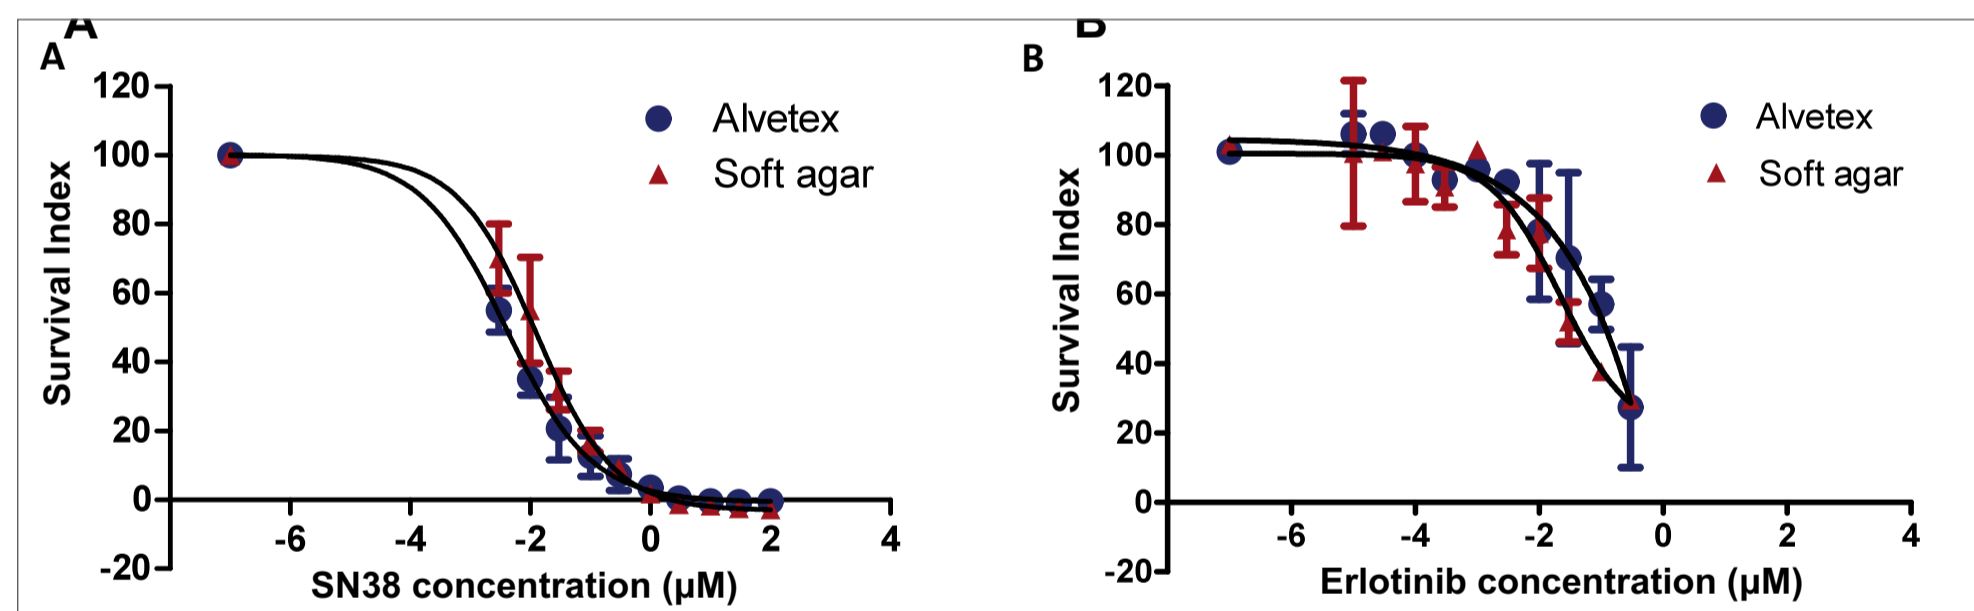 A
B
A
B
120
100
80
60
40
20
0
-20
-6
-4
-2
0
2
4
Survival Index
SN38 concentration (µM)
Alvetex
Soft agar
120
100
80
60
40
20
0
-20
-6
-4
-2
0
2
4
Survival Index
Erlotinib concentration (µM)
Alvetex
Soft agar